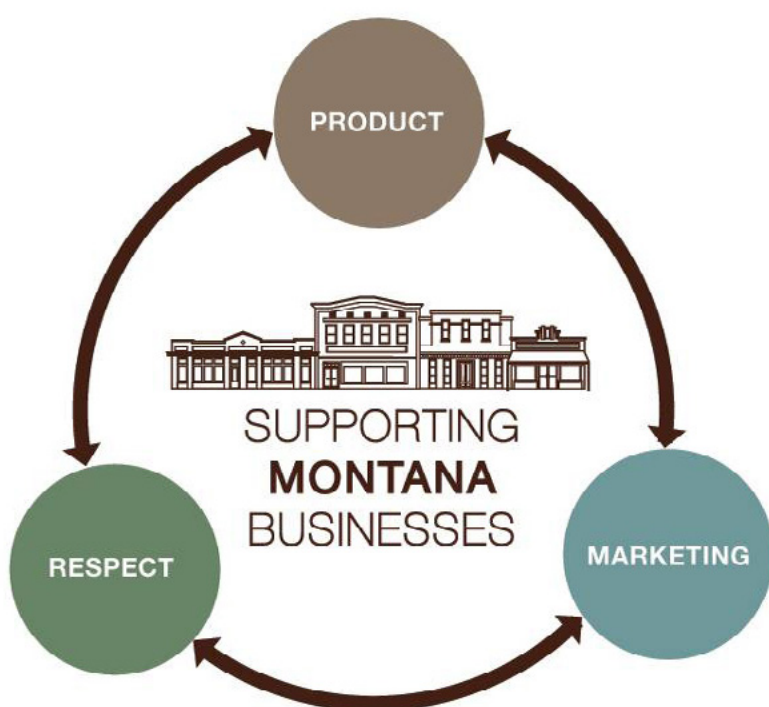 PRODUCT
SUPPORTING
MONTANA
BUSINESSES
RESPECT
MARKETING